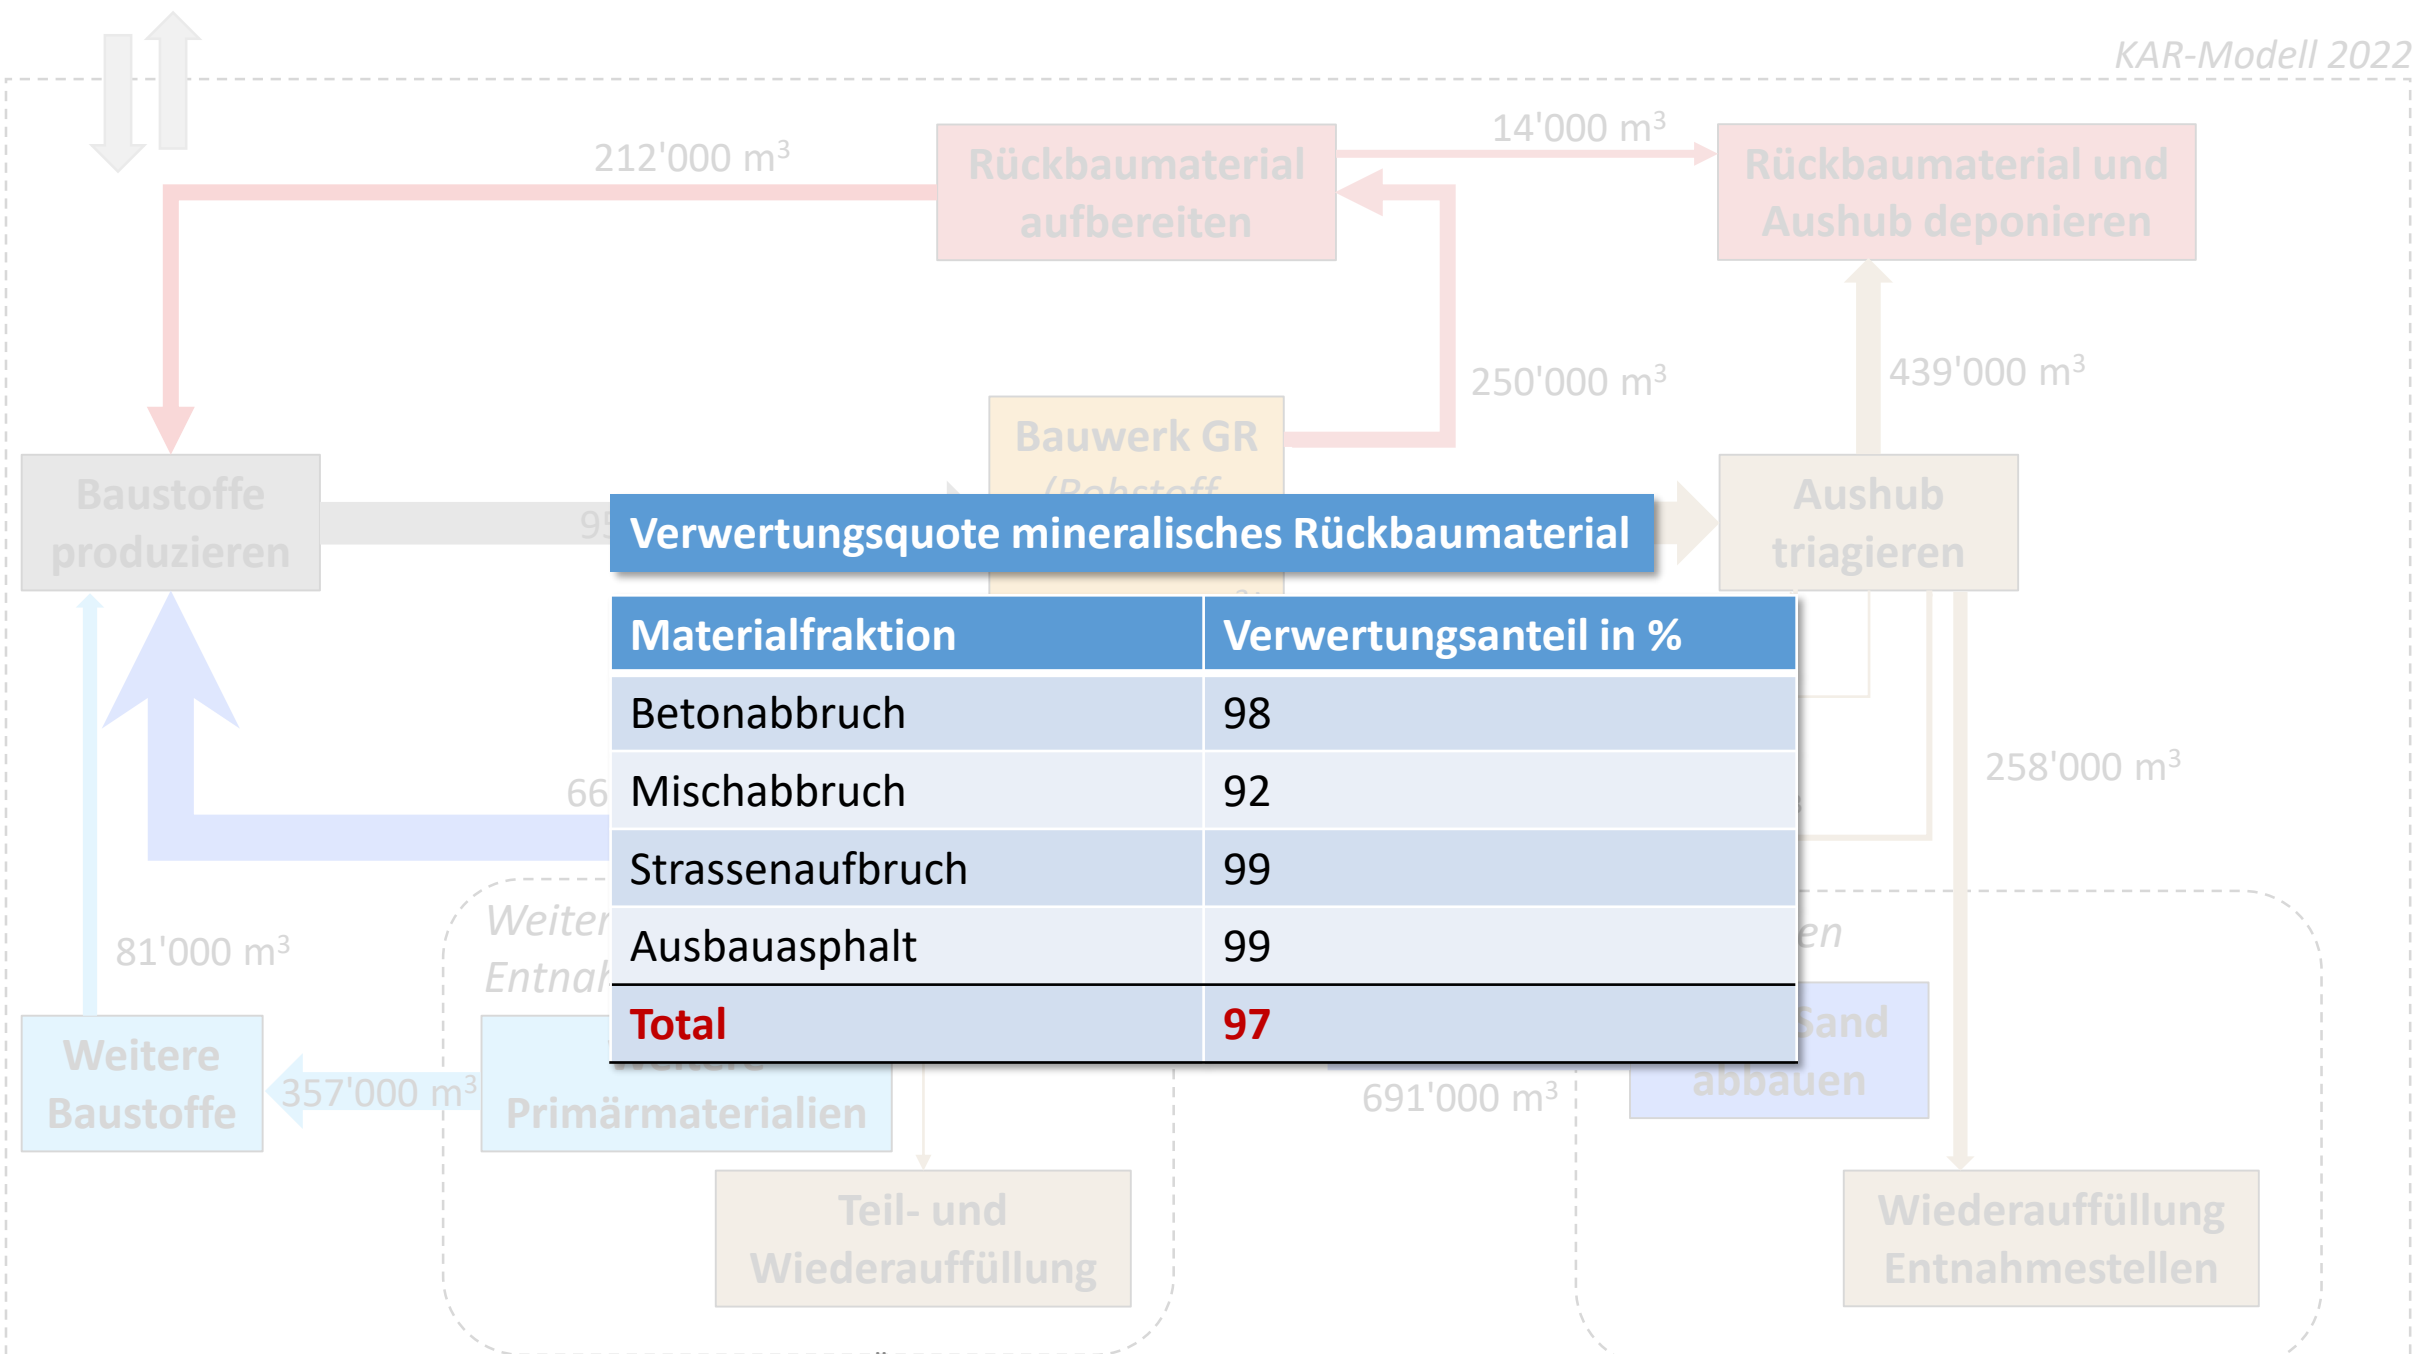 KAR-Modell 2022
212'000 m³
14'000 m³
Rückbaumaterial
aufbereiten
Rückbaumaterial und
Aushub deponieren
250'000 m³
439'000 m³
Bauwerk GR
Baustoffe
produzieren
Aushub
triagieren
Verwertungsquote mineralisches Rückbaumaterial
Materialfraktion Verwertungsanteil in %
Betonabbruch 98
Mischabbruch 92
Strassenaufbruch 99
Ausbauasphalt 99
Total 97
258'000 m³
81'000 m³
Weitere
Baustoffe
357'000 m³
Primärmaterialien
691'000 m³
Sand
abbauen
Teil- und
Wiederauffüllung
Wiederauffüllung
Entnahmestellen